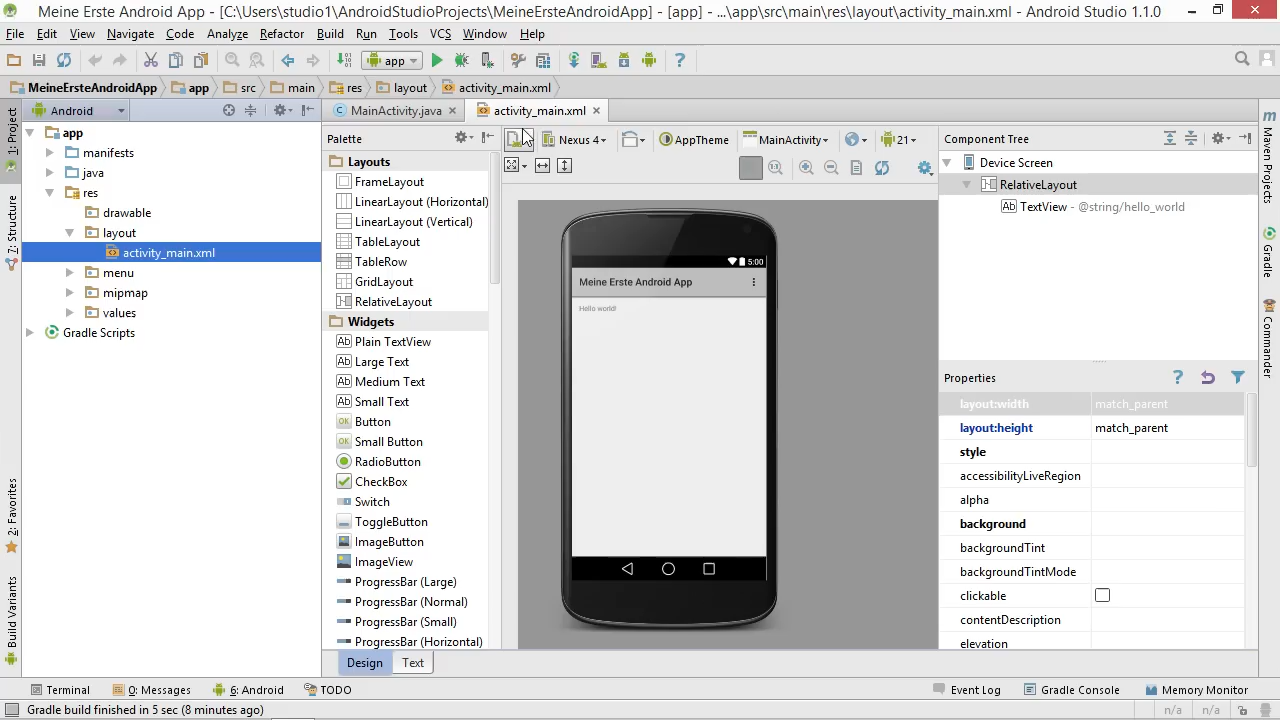 Meine Erste Android App - [C:\Users\studio1\AndroidStudioProjects\MeineErsteAndroidApp] - [app] - ...\app\src\main\res\layout\activity_main.xml - Android Studio 1.1.0
File Edit View Navigate Code Analyze Refactor Build Run Tools VCS Window Help
app
MeineErsteAndroidApp app src main res layout activity_main.xml
1: Project
2: Structure
2: Favorites
Build Variants
Android
app
manifests
java
res
drawable
layout
activity_main.xml
menu
mipmap
values
Gradle Scripts
MainActivity.java activity_main.xml
Palette
Layouts
FrameLayout
LinearLayout (Horizontal)
LinearLayout (Vertical)
TableLayout
TableRow
GridLayout
RelativeLayout
Widgets
Plain TextView
Large Text
Medium Text
Small Text
Button
Small Button
RadioButton
CheckBox
Switch
ToggleButton
ImageButton
ImageView
ProgressBar (Large)
ProgressBar (Normal)
ProgressBar (Small)
ProgressBar (Horizontal)
Design Text
Nexus 4 AppTheme MainActivity 21
5:00
Meine Erste Android App
Hello world!
Component Tree
Device Screen
RelativeLayout
TextView - @string/hello_world
Properties
layout:width match_parent
layout:height match_parent
style
accessibilityLiveRegion
alpha
background
backgroundTint
backgroundTintMode
clickable
contentDescription
elevation
Maven Projects
Gradle
Commander
Terminal 0: Messages 6: Android TODO Event Log Gradle Console Memory Monitor
Gradle build finished in 5 sec (8 minutes ago) n/a n/a